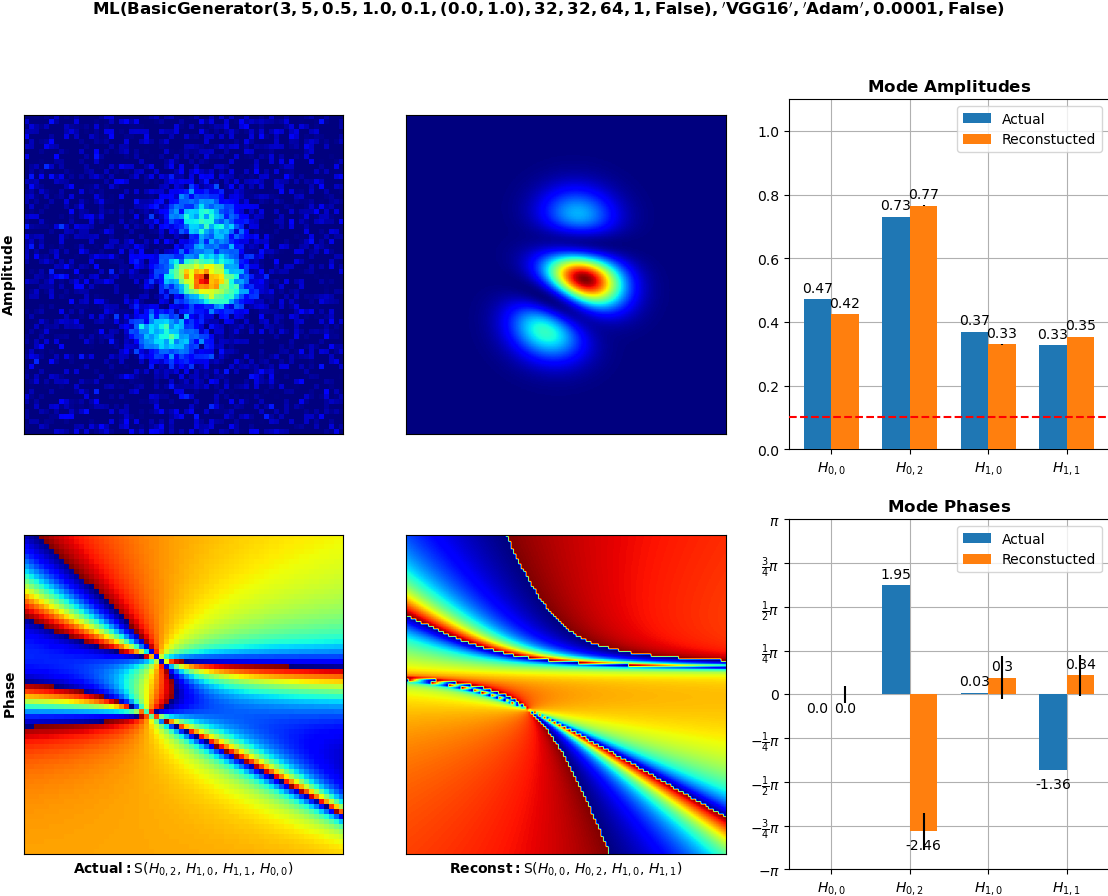 ML(BasicGenerator(3, 5, 0.5, 1.0, 0.1, (0.0, 1.0), 32, 32, 64, 1, False), 'VGG16', 'Adam', 0.0001, False)
Mode Amplitudes
Amplitude
1.0
0.8
0.6
0.4
0.2
0.0
Actual
Reconstucted
0.47
0.42
0.73
0.77
0.37
0.33
0.33
0.35
H0,0
H0,2
H1,0
H1,1
Mode Phases
Phase
π
3/4π
1/2π
1/4π
0
−1/4π
−1/2π
−3/4π
−π
Actual
Reconstucted
0.0
0.0
1.95
-2.46
0.03
0.3
-1.36
0.34
H0,0
H0,2
H1,0
H1,1
Actual: S(H0,2, H1,0, H1,1, H0,0)
Reconst: S(H0,0, H0,2, H1,0, H1,1)